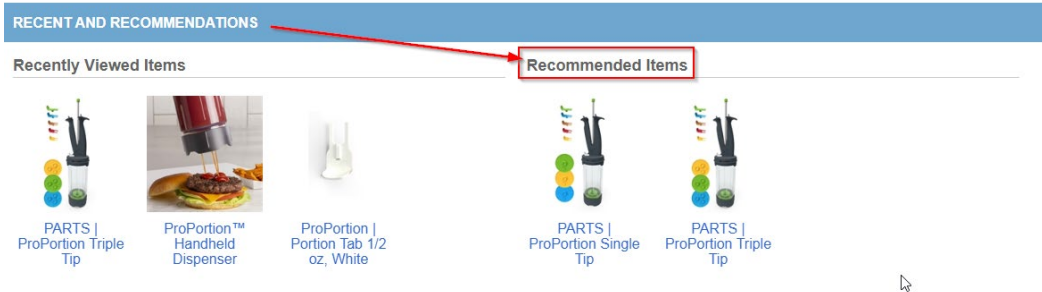 RECENT AND RECOMMENDATIONS
Recently Viewed Items
Recommended Items
PARTS |
ProPortion Triple
Tip
ProPortion™
Handheld
Dispenser
ProPortion |
Portion Tab 1/2
oz, White
PARTS |
ProPortion Single
Tip
PARTS |
ProPortion Triple
Tip